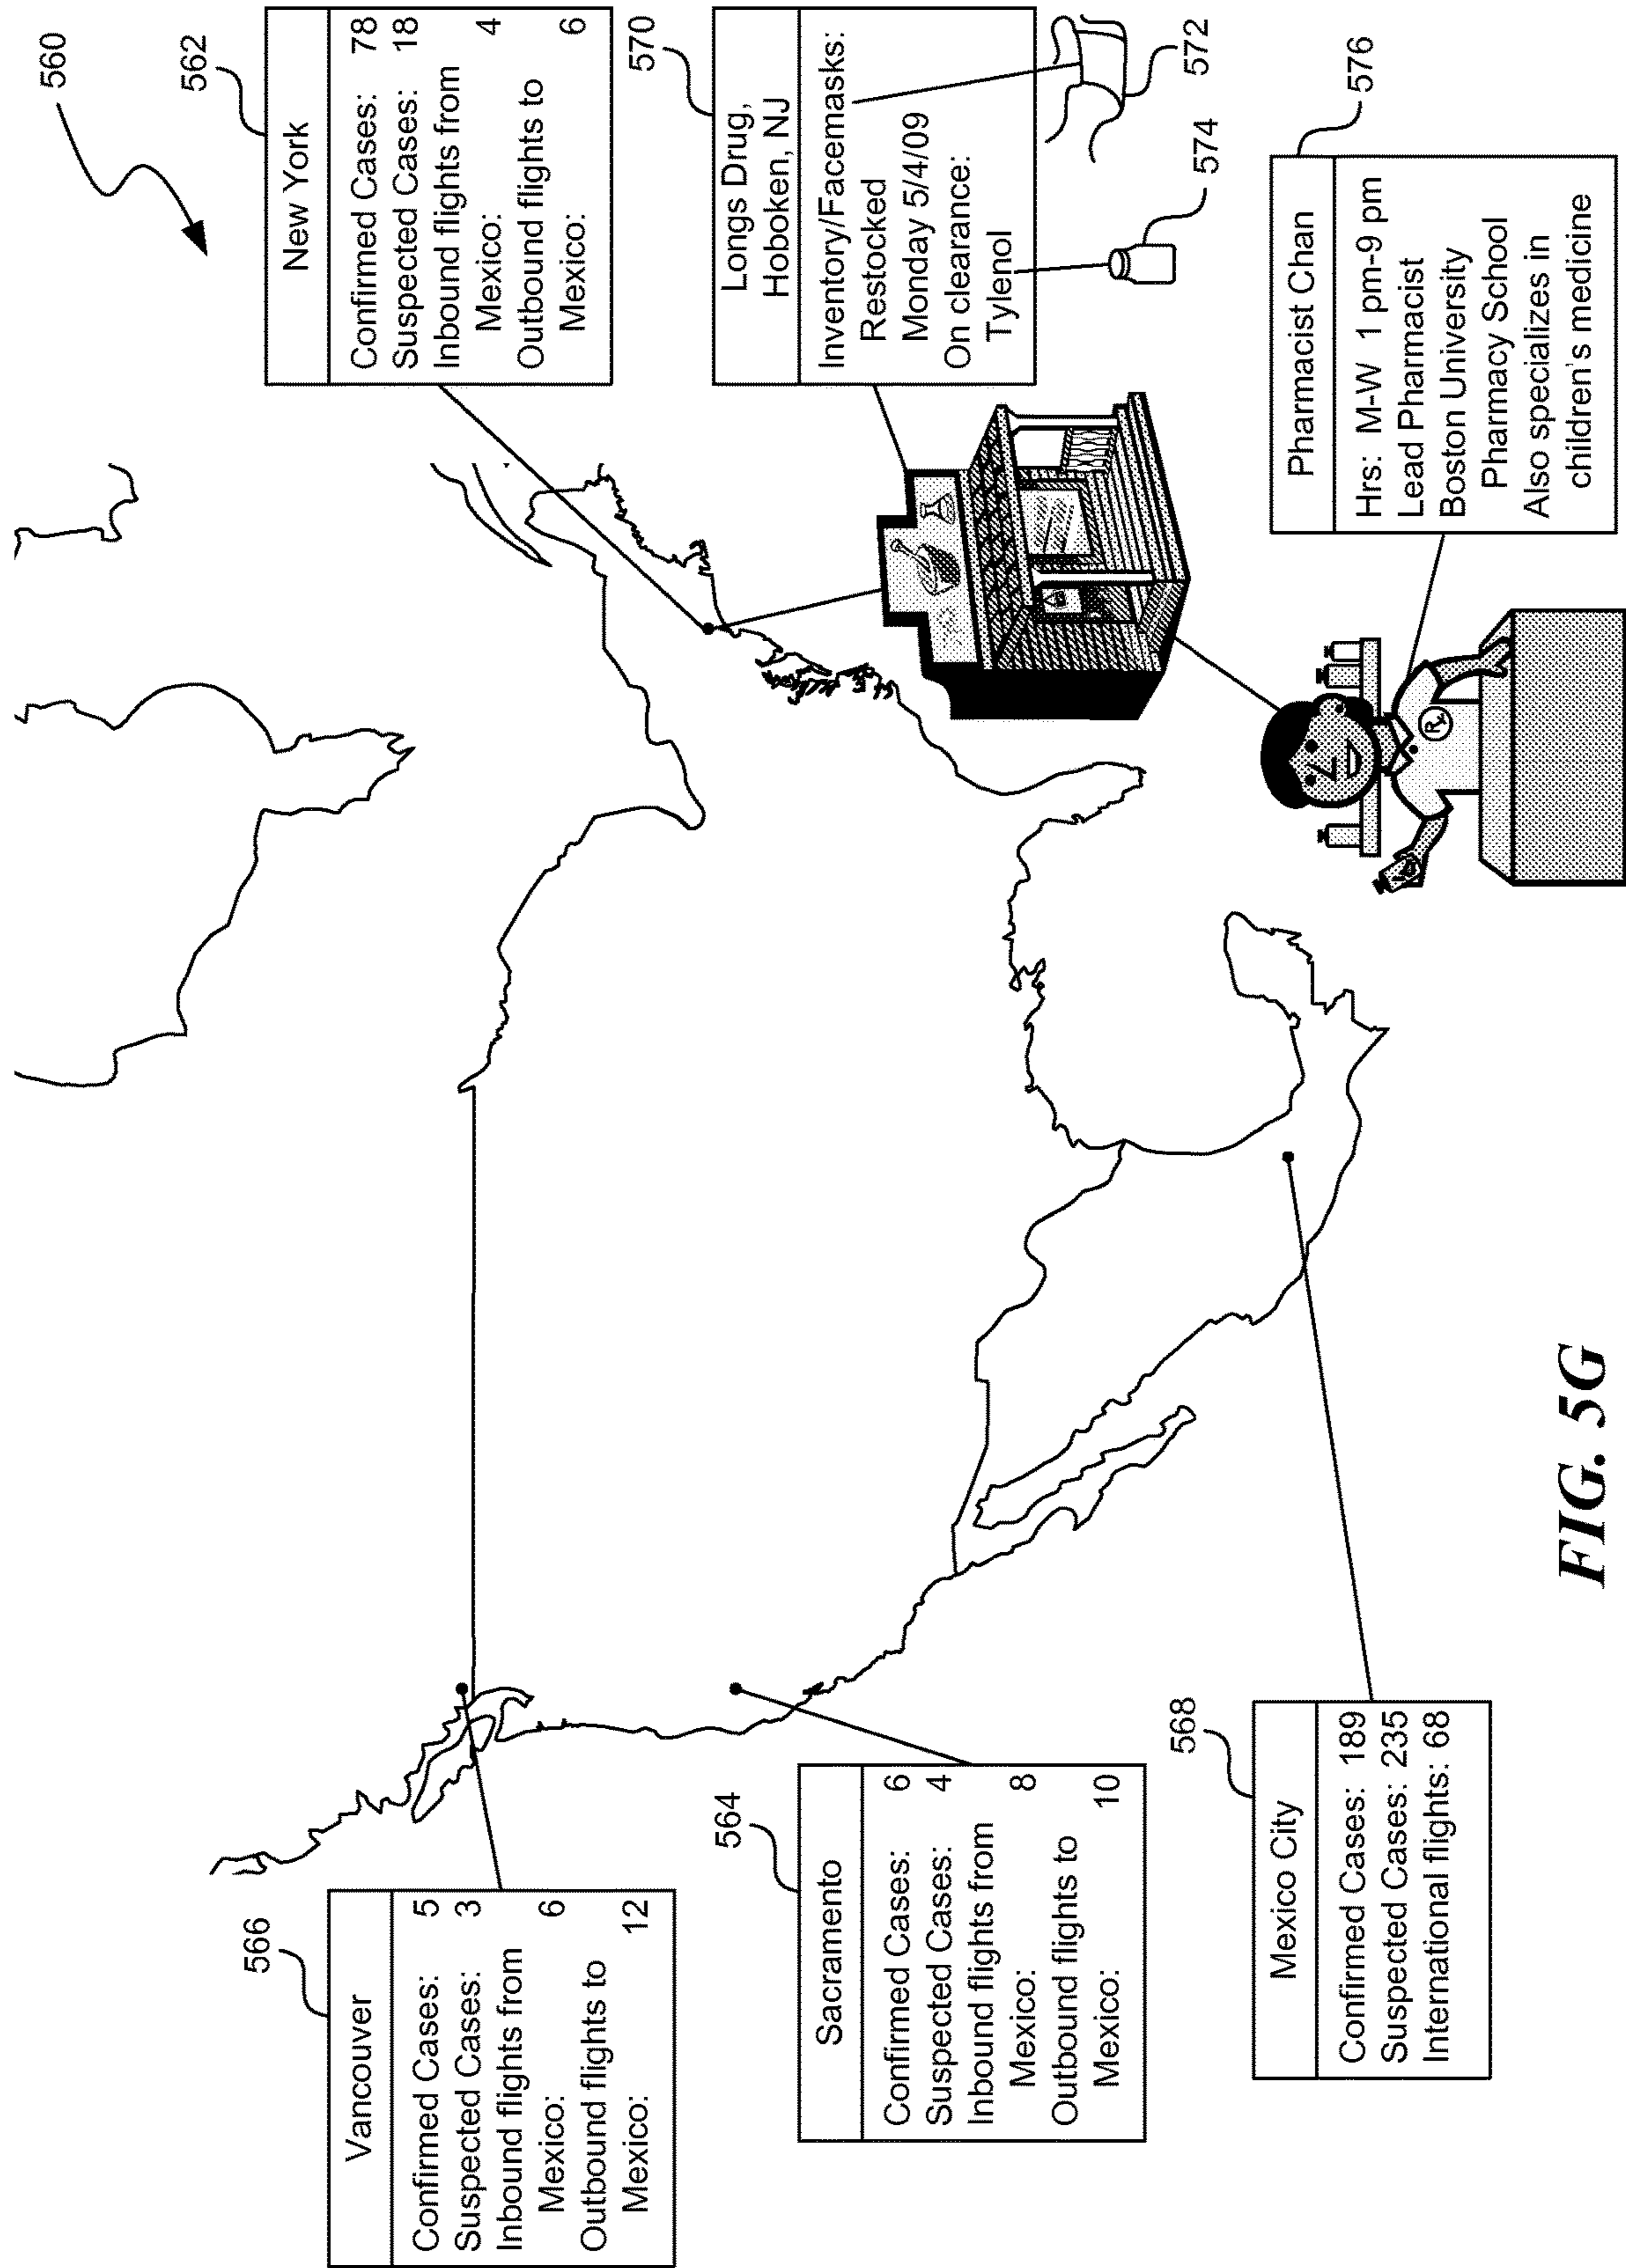 560
562
New York
Confirmed Cases: 78
Suspected Cases: 18
Inbound flights from
Mexico: 4
Outbound flights to
Mexico: 6
566
Vancouver
Confirmed Cases: 5
Suspected Cases: 3
Inbound flights from
Mexico: 6
Outbound flights to
Mexico: 12
570
Longs Drug,
Hoboken, NJ
Inventory/Facemasks:
Restocked
Monday 5/4/09
On clearance:
Tylenol
572
574
564
Sacramento
Confirmed Cases: 6
Suspected Cases: 4
Inbound flights from
Mexico: 8
Outbound flights to
Mexico: 10
568
Mexico City
Confirmed Cases: 189
Suspected Cases: 235
International flights: 68
576
Pharmacist Chan
Hrs: M-W 1 pm-9 pm
Lead Pharmacist
Boston University
Pharmacy School
Also specializes in
children's medicine
Rx
FIG. 5G